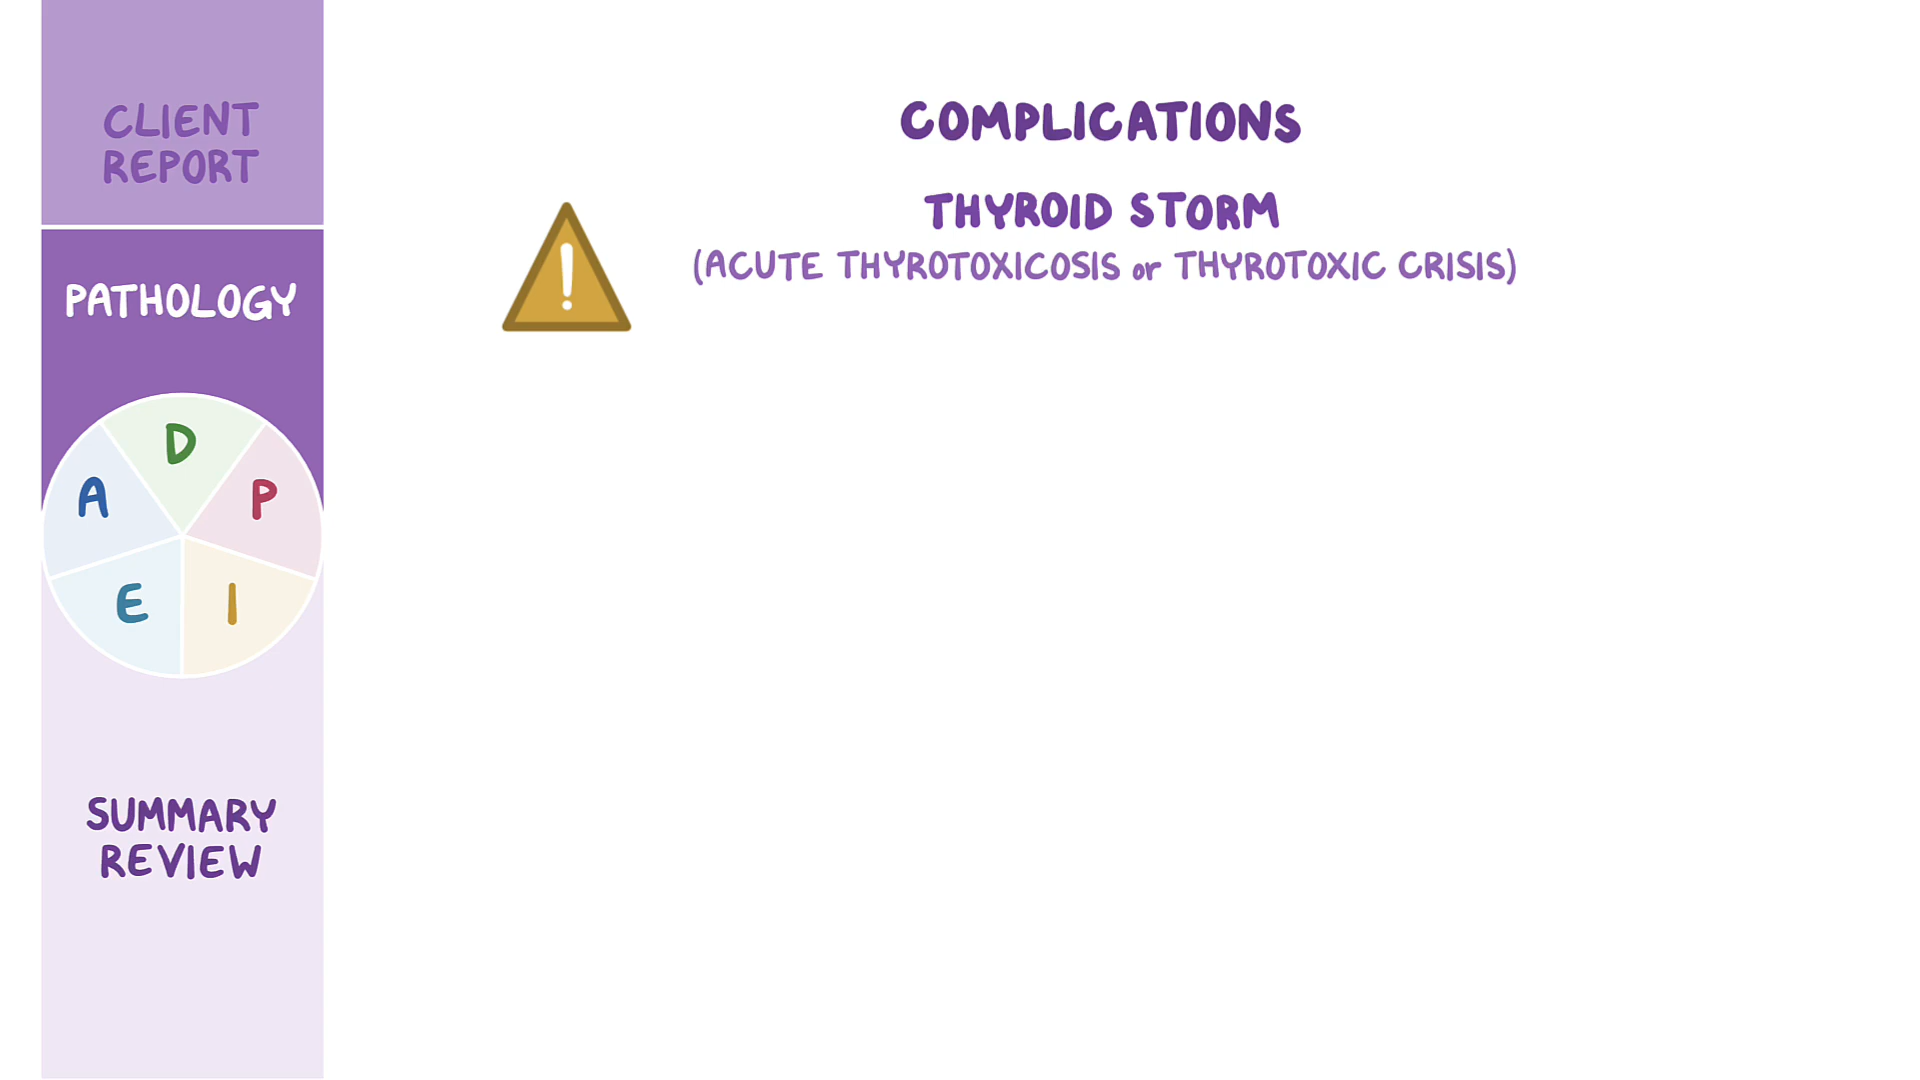 CLIENT
REPORT
PATHOLOGY
A
D
P
E
I
SUMMARY
REVIEW
COMPLICATIONS
THYROID STORM
!
(ACUTE THYROTOXICOSIS or THYROTOXIC CRISIS)